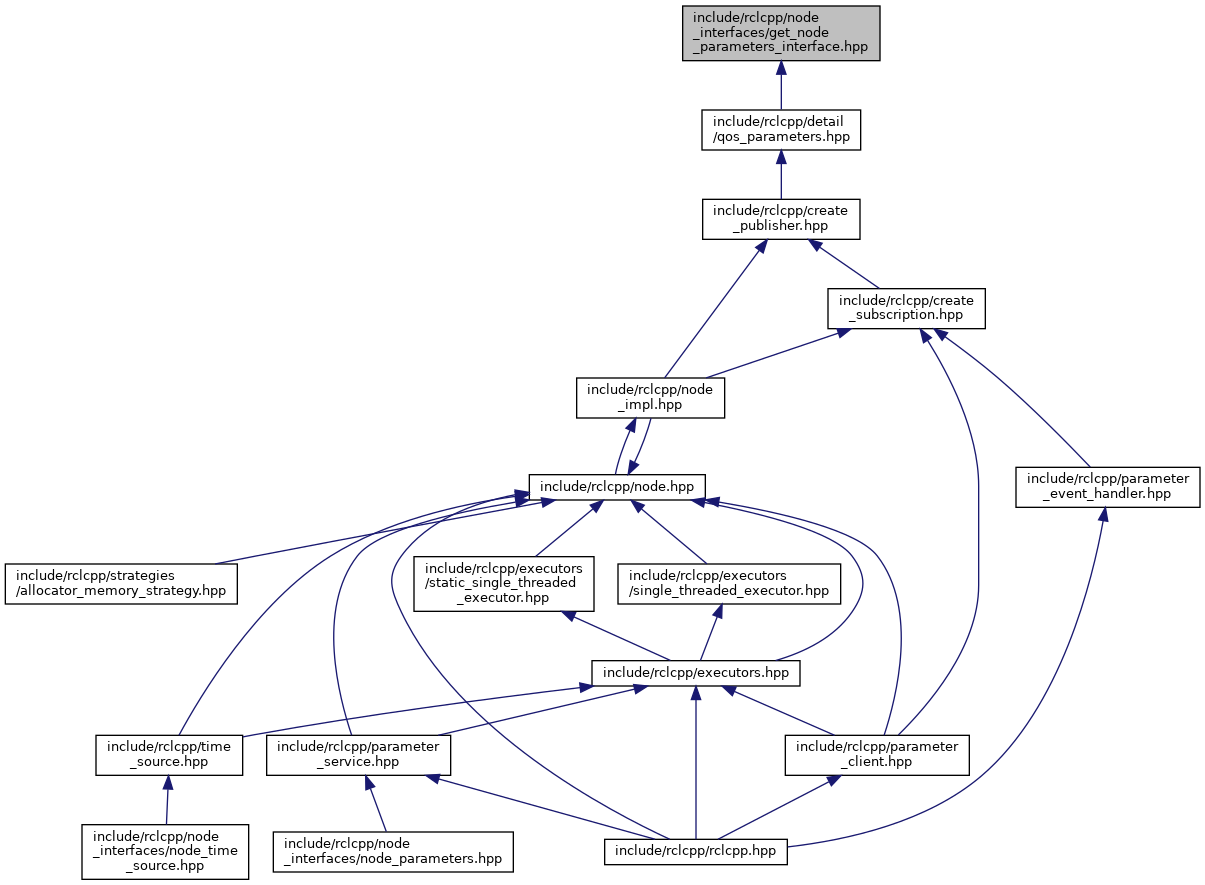 include/rclcpp/node
_interfaces/get_node
_parameters_interface.hpp
include/rclcpp/detail
/qos_parameters.hpp
include/rclcpp/create
_publisher.hpp
include/rclcpp/create
_subscription.hpp
include/rclcpp/node
_impl.hpp
include/rclcpp/parameter
_event_handler.hpp
include/rclcpp/node.hpp
include/rclcpp/strategies
/allocator_memory_strategy.hpp
include/rclcpp/executors
/static_single_threaded
_executor.hpp
include/rclcpp/executors
/single_threaded_executor.hpp
include/rclcpp/executors.hpp
include/rclcpp/time
_source.hpp
include/rclcpp/parameter
_service.hpp
include/rclcpp/parameter
_client.hpp
include/rclcpp/node
_interfaces/node_time
_source.hpp
include/rclcpp/node
_interfaces/node_parameters.hpp
include/rclcpp/rclcpp.hpp